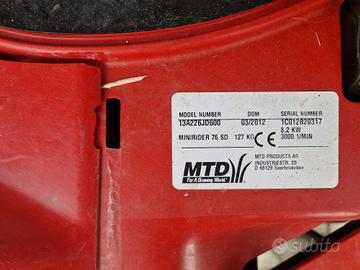 MODEL NUMBER DOM SERIAL NUMBER
13A226JD600 03/2012 1C012B20317
MINIRIDER 76 SD 127 KG CE 8,2 KW
3000 1/MIN
MTD
For A Growing World.
MTD PRODUCTS AG
INDUSTRIESTR. 23
D 66129 Saarbruecken
subito